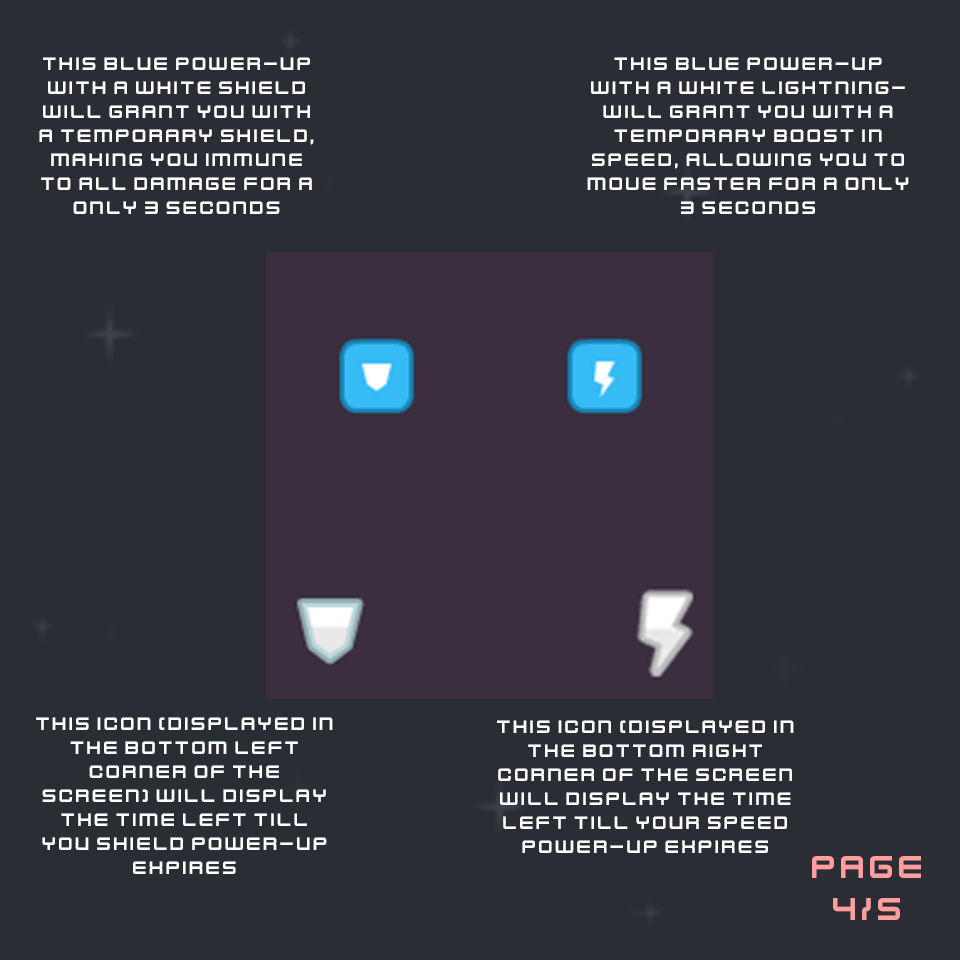 THIS BLUE POWER-UP
WITH A WHITE SHIELD
WILL GRANT YOU WITH
A TEMPORARY SHIELD,
MAKING YOU IMMUNE
TO ALL DAMAGE FOR A
ONLY 3 SECONDS
THIS BLUE POWER-UP
WITH A WHITE LIGHTNING-
WILL GRANT YOU WITH A
TEMPORARY BOOST IN
SPEED, ALLOWING YOU TO
MOVE FASTER FOR A ONLY
3 SECONDS
THIS ICON (DISPLAYED IN
THE BOTTOM LEFT
CORNER OF THE
SCREEN) WILL DISPLAY
THE TIME LEFT TILL
YOU SHIELD POWER-UP
EXPIRES
THIS ICON (DISPLAYED IN
THE BOTTOM RIGHT
CORNER OF THE SCREEN
WILL DISPLAY THE TIME
LEFT TILL YOUR SPEED
POWER-UP EXPIRES
PAGE
4/5